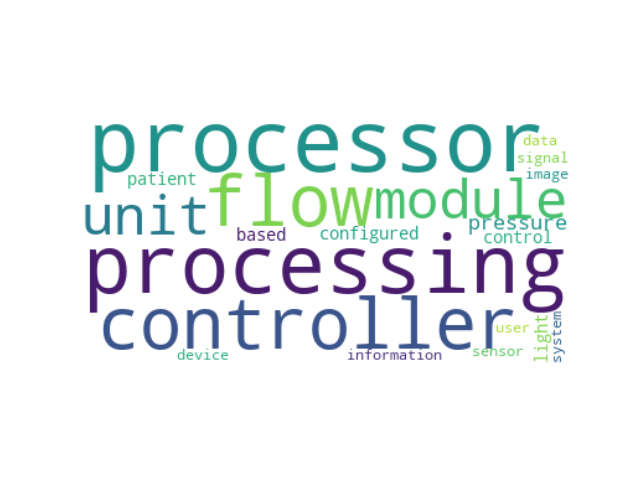 processor
data
signal
image
patient
flow
module
unit
pressure
based
configured
control
processing
controller
light
system
user
sensor
device
information